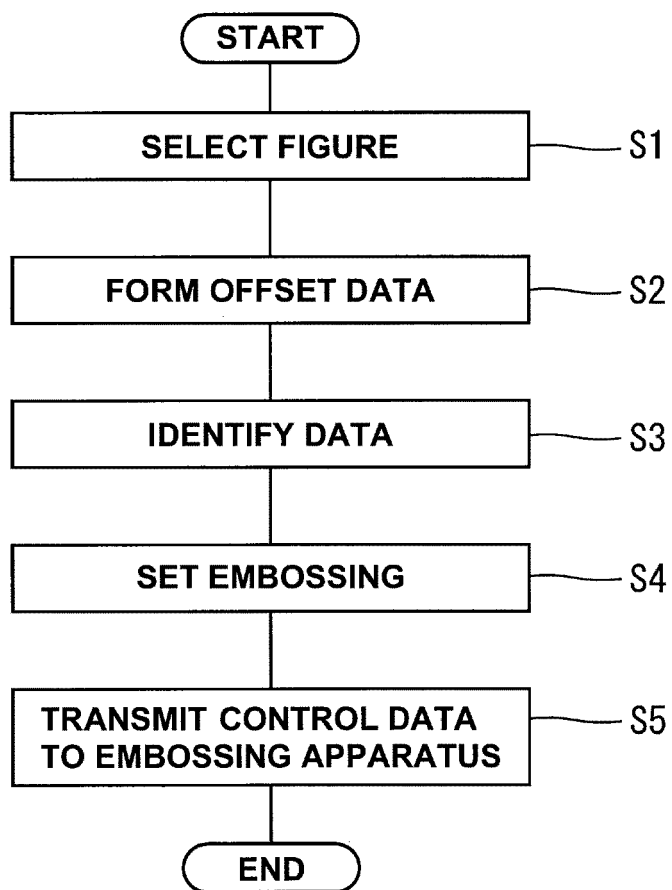 START
SELECT FIGURE
S1
FORM OFFSET DATA
S2
IDENTIFY DATA
S3
SET EMBOSSING
S4
TRANSMIT CONTROL DATA
TO EMBOSSING APPARATUS
S5
END